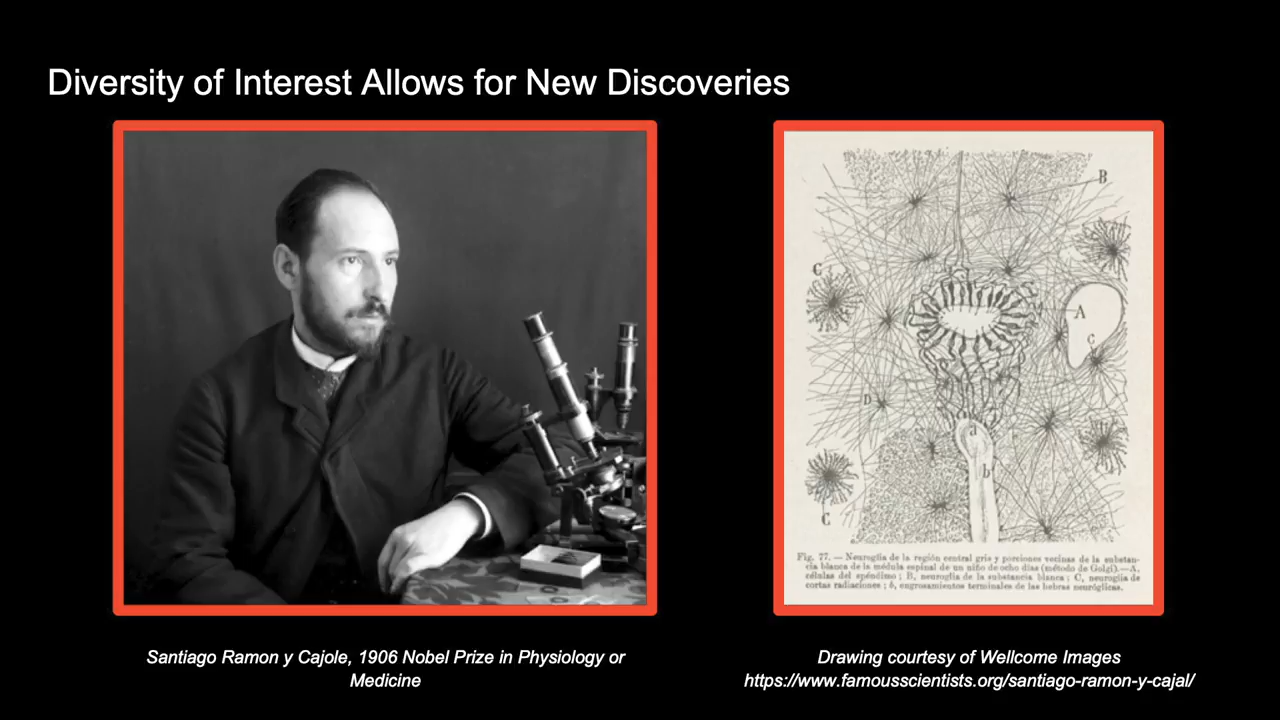 Diversity of Interest Allows for New Discoveries
B
C
A
C
D
a
b
C
Fig. 77. — Neuroglia de la región central gris y porciones vecinas de la substan-
cia blanca de la médula espinal de un niño de ocho días (método de Golgi).—A,
células del epéndimo; B, neuroglia de la substancia blanca; C, neuroglia de
cortas radiaciones; b, engrosamientos terminales de las hebras neuróglicas.
Santiago Ramon y Cajole, 1906 Nobel Prize in Physiology or
Medicine
Drawing courtesy of Wellcome Images
https://www.famousscientists.org/santiago-ramon-y-cajal/